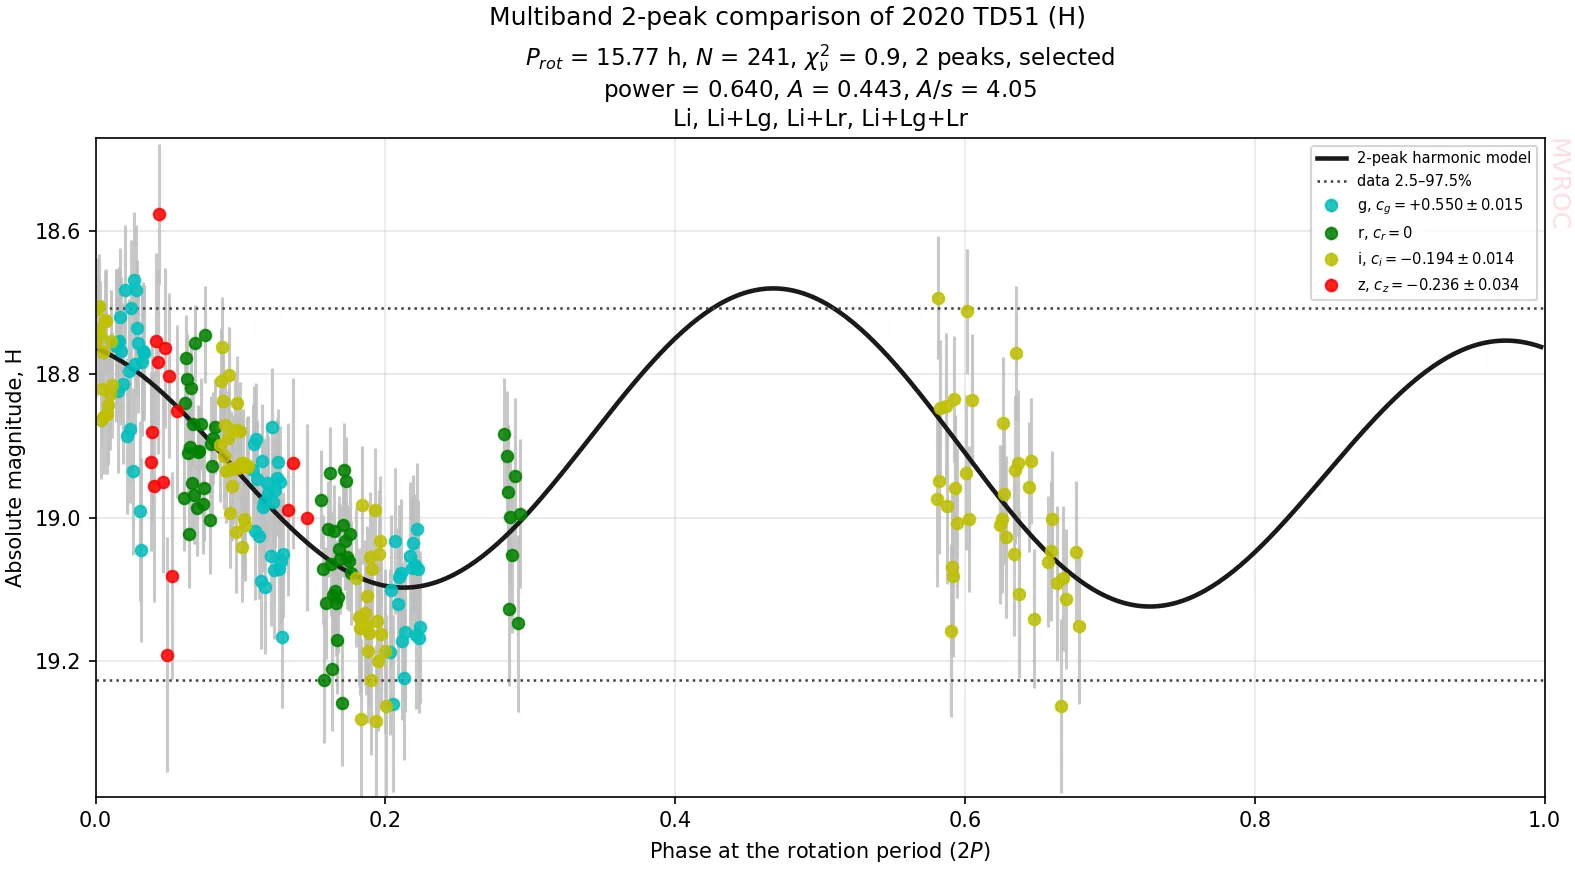 Multiband 2-peak comparison of 2020 TD51 (H)
P_rot = 15.77 h, N = 241, χ²_ν = 0.9, 2 peaks, selected
power = 0.640, A = 0.443, A/s = 4.05
Li, Li+Lg, Li+Lr, Li+Lg+Lr
MVROC
2-peak harmonic model
data 2.5–97.5%
g, c_g = +0.550 ± 0.015
r, c_r = 0
i, c_i = −0.194 ± 0.014
z, c_z = −0.236 ± 0.034
Absolute magnitude, H
18.6
18.8
19.0
19.2
0.0 0.2 0.4 0.6 0.8 1.0
Phase at the rotation period (2P)